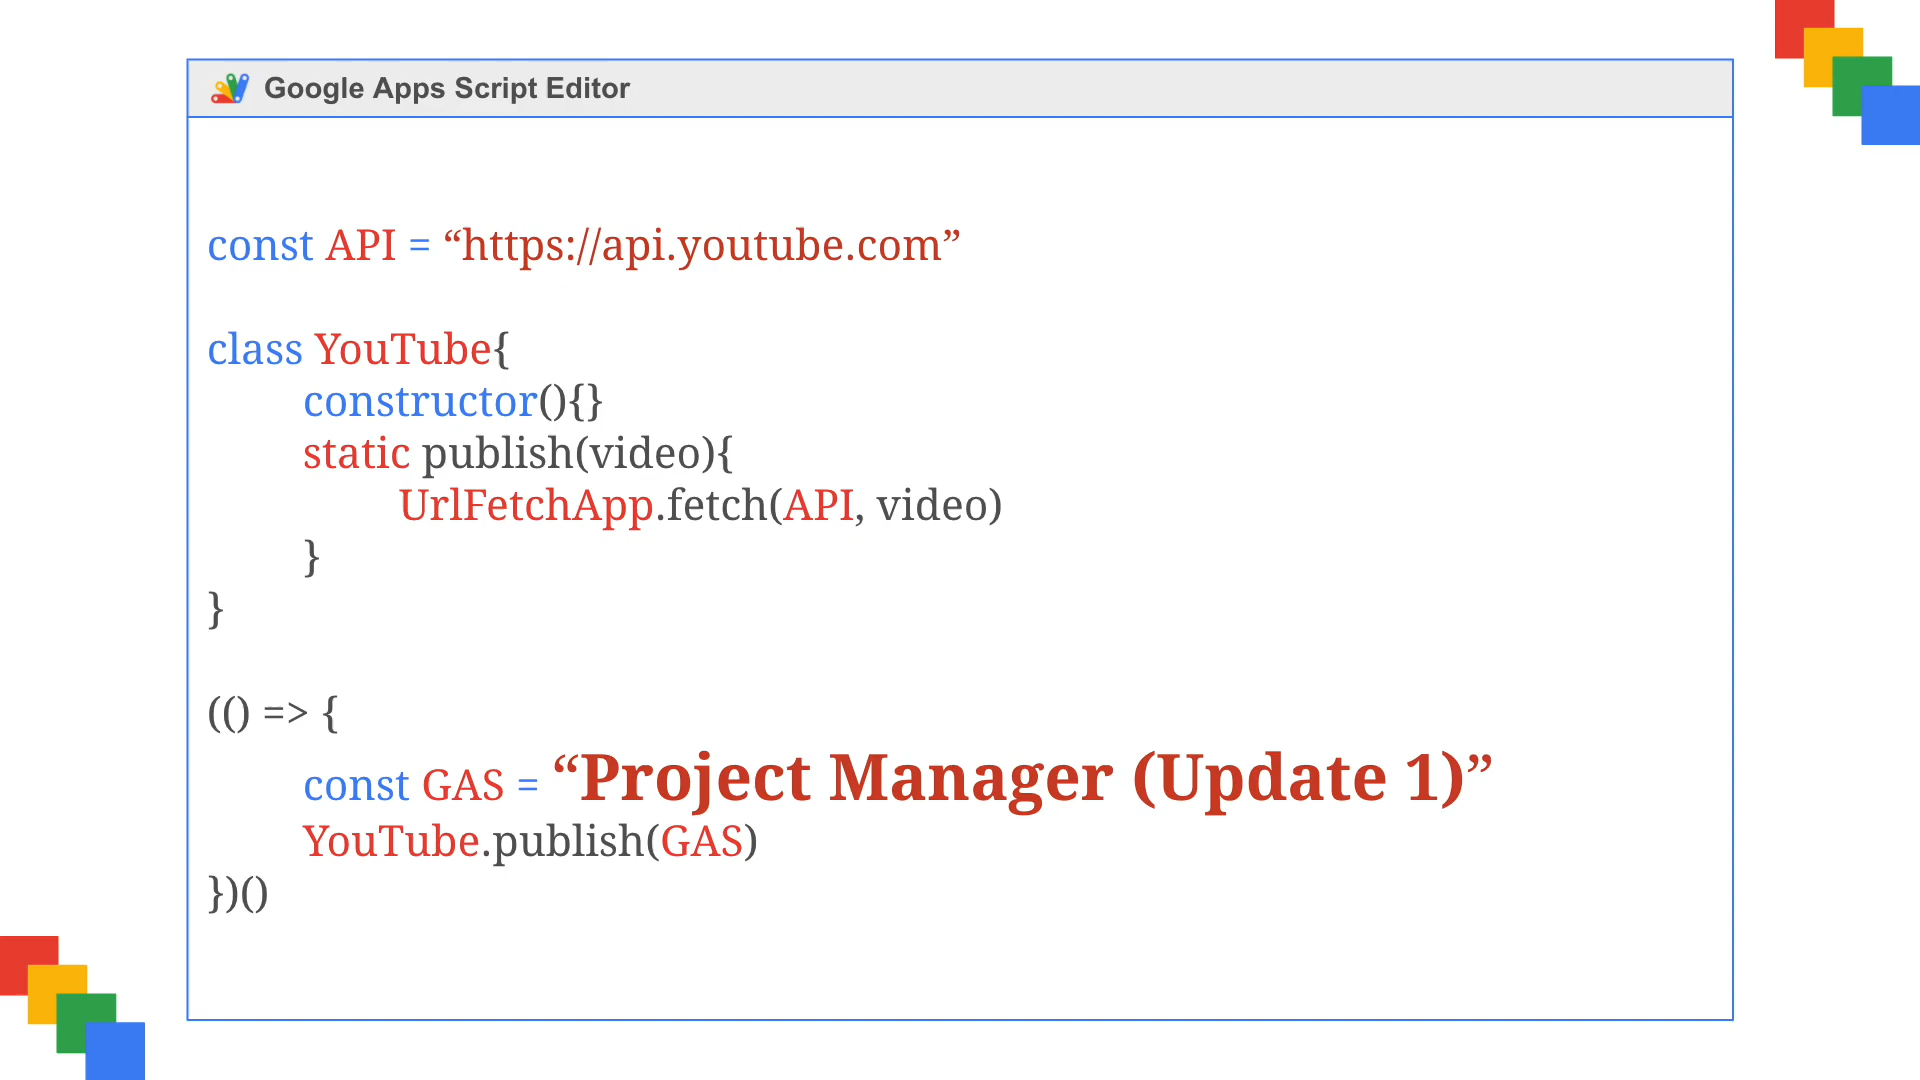 Google Apps Script Editor
const API = “https://api.youtube.com”
class YouTube{
constructor(){}
static publish(video){
UrlFetchApp.fetch(API, video)
}
}
(() => {
const GAS = “Project Manager (Update 1)”
YouTube.publish(GAS)
})()